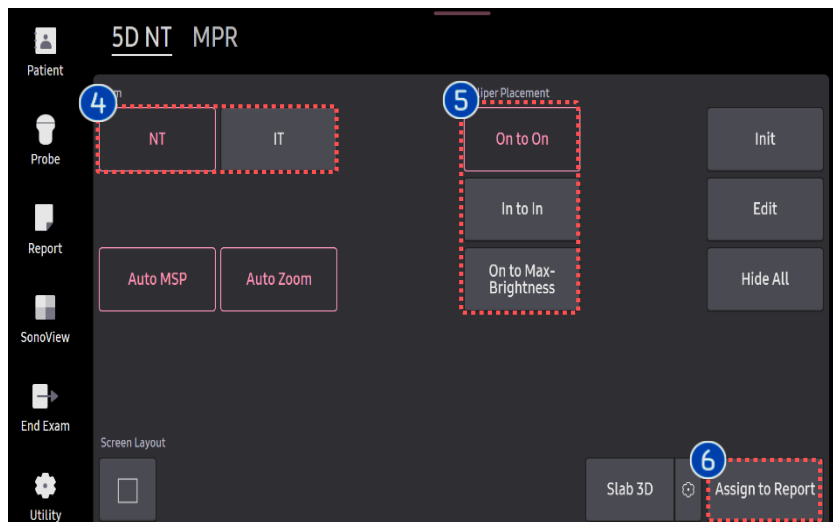 5D NT MPR
Patient
4
5
liper Placement
NT
IT
On to On
Init
Probe
In to In
Edit
Report
Auto MSP
Auto Zoom
On to Max-
Brightness
Hide All
SonoView
End Exam
Screen Layout
6
Slab 3D
Assign to Report
Utility